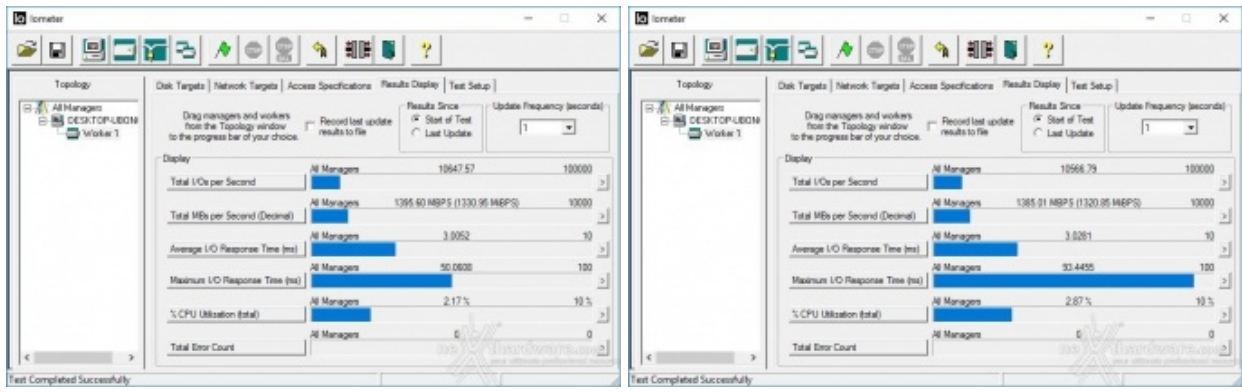 Iometer
Topology
All Managers
Worker 1
Disk Targets
Network Targets
Access Specifications
Results Display
Test Setup
Drag managers and workers
from the Topology window
to the progress bar of your choice.
Record last update
results to file
Results Since
Start of Test
Last Update
Update Frequency (seconds)
1
Display
All Managers 10647.57 100000
Total I/Os per Second
All Managers 1395.60 MBPS (1330.95 MiBPS) 10000
Total MBs per Second (Decimal)
All Managers 3.0052 10
Average I/O Response Time (ms)
All Managers 100
Maximum I/O Response Time (ms)
All Managers 2.17 % 10 %
% CPU Utilization (total)
All Managers 0 0
Total Error Count
Test Completed Successfully
Iometer
Topology
All Managers
Worker 1
Disk Targets
Network Targets
Access Specifications
Results Display
Test Setup
Drag managers and workers
from the Topology window
to the progress bar of your choice.
Record last update
results to file
Results Since
Start of Test
Last Update
Update Frequency (seconds)
1
Display
All Managers 10566.79 100000
Total I/Os per Second
All Managers 1385.01 MBPS (1320.85 MiBPS) 10000
Total MBs per Second (Decimal)
All Managers 3.0281 10
Average I/O Response Time (ms)
All Managers 93.4455 100
Maximum I/O Response Time (ms)
All Managers 2.87 % 10 %
% CPU Utilization (total)
All Managers 0 0
Total Error Count
Test Completed Successfully